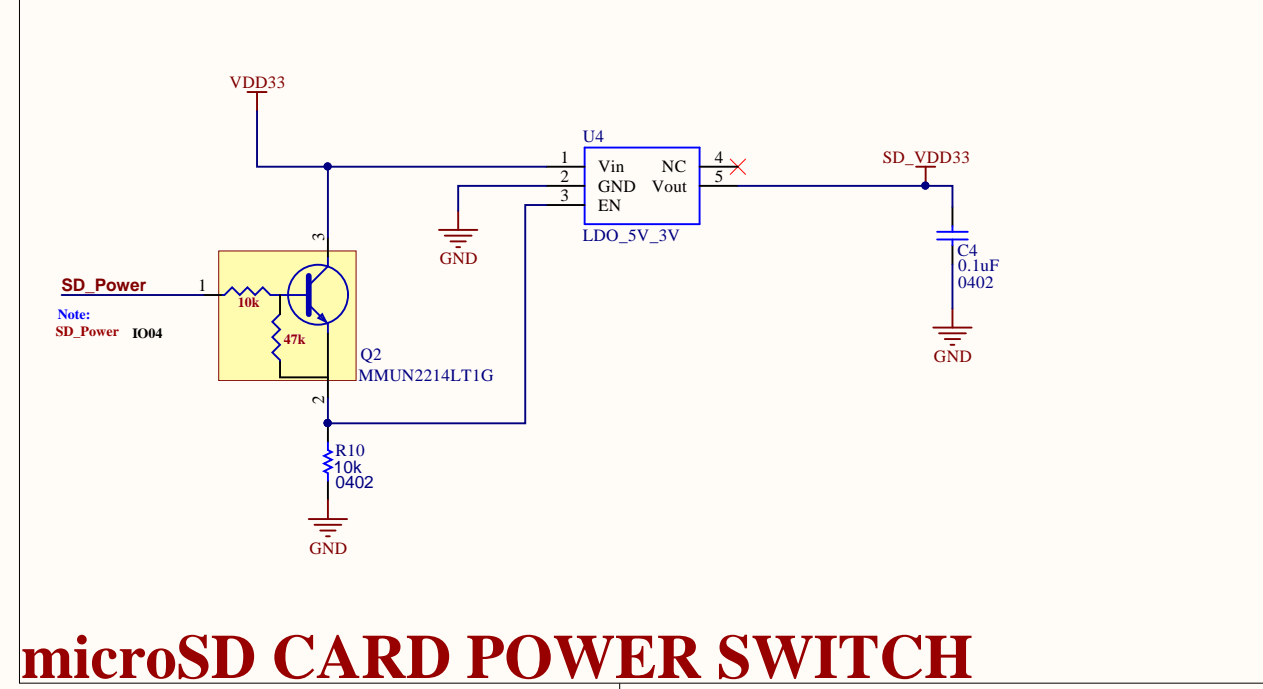 VDD33
U4
1 Vin NC 4
2 GND Vout 5
3 EN
LDO_5V_3V
SD_VDD33
GND
C4
0.1uF
0402
GND
3
SD_Power 1
10k
Note:
SD_Power IO04
47k
Q2
MMUN2214LT1G
2
R10
10k
0402
GND
microSD CARD POWER SWITCH